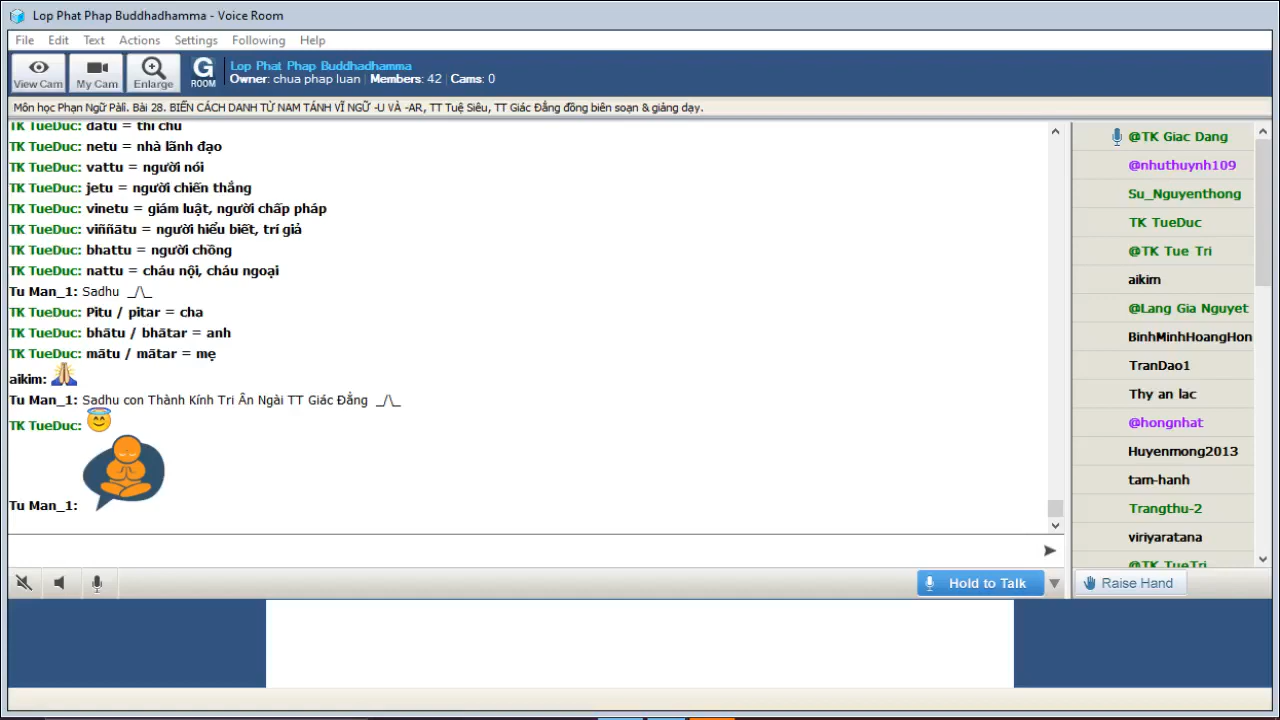 Lop Phat Phap Buddhadhamma - Voice Room
File Edit Text Actions Settings Following Help
View Cam My Cam Enlarge G ROOM
Lop Phat Phap Buddhadhamma
Owner: chua phap luan | Members: 42 | Cams: 0
Môn học Phạn Ngữ Pàli. Bài 28. BIẾN CÁCH DANH TỪ NAM TÁNH VĨ NGỮ -U VÀ -AR, TT Tuệ Siêu, TT Giác Đẳng đồng biên soạn & giảng dạy.
TK TueDuc: datu = thí chủ
TK TueDuc: netu = nhà lãnh đạo
TK TueDuc: vattu = người nói
TK TueDuc: jetu = người chiến thắng
TK TueDuc: vinetu = giám luật, người chấp pháp
TK TueDuc: viññātu = người hiểu biết, trí giả
TK TueDuc: bhattu = người chồng
TK TueDuc: nattu = cháu nội, cháu ngoại
Tu Man_1: Sadhu _/\_
TK TueDuc: Pitu / pitar = cha
TK TueDuc: bhātu / bhātar = anh
TK TueDuc: mātu / mātar = mẹ
aikim:
Tu Man_1: Sadhu con Thành Kính Tri Ân Ngài TT Giác Đẳng _/\_
TK TueDuc:
Tu Man_1:
Hold to Talk
@TK Giac Dang
@nhuthuynh109
Su_Nguyenthong
TK TueDuc
@TK Tue Tri
aikim
@Lang Gia Nguyet
BinhMinhHoangHon
TranDao1
Thy an lac
@hongnhat
Huyenmong2013
tam-hanh
Trangthu-2
viriyaratana
@TK TueTri
Raise Hand